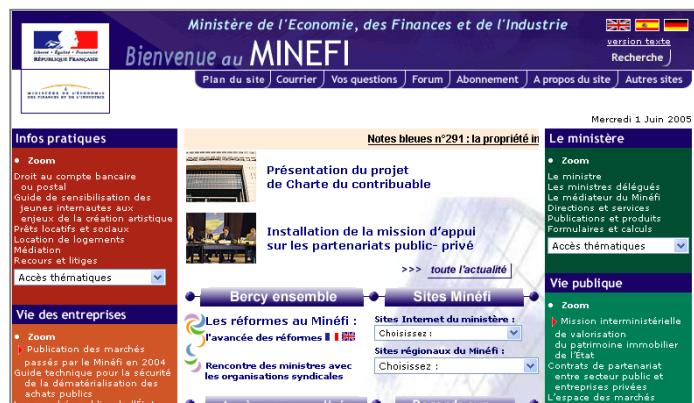 Ministère de l'Economie, des Finances et de l'Industrie
Liberté • Égalité • Fraternité
RÉPUBLIQUE FRANÇAISE
Bienvenue au MINEFI
version texte
Recherche
MINISTÈRE DE L'ÉCONOMIE
DES FINANCES ET DE L'INDUSTRIE
Plan du site
Courrier
Vos questions
Forum
Abonnement
A propos du site
Autres sites
Mercredi 1 Juin 2005
Infos pratiques
• Zoom
Droit au compte bancaire
ou postal
Guide de sensibilisation des
jeunes internautes aux
enjeux de la création artistique
Prêts locatifs et sociaux
Location de logements
Médiation
Recours et litiges
Accès thématiques
Vie des entreprises
• Zoom
Publication des marchés
passés par le Minéfi en 2004
Guide technique pour la sécurité
de la dématérialisation des
achats publics
Notes bleues n°291 : la propriété in
Présentation du projet
de Charte du contribuable
Installation de la mission d'appui
sur les partenariats public- privé
>>> toute l'actualité
Bercy ensemble
Les réformes au Minéfi :
l'avancée des réformes
Rencontre des ministres avec
les organisations syndicales
Sites Minéfi
Sites Internet du ministère :
Choisissez :
Sites régionaux du Minéfi :
Choisissez :
Le ministère
• Zoom
Le ministre
Les ministres délégués
Le médiateur du Minéfi
Directions et services
Publications et produits
Formulaires et calculs
Accès thématiques
Vie publique
• Zoom
Mission interministérielle
de valorisation
du patrimoine immobilier
de l'État
Contrats de partenariat
entre secteur public et
entreprises privées
L'espace des marchés